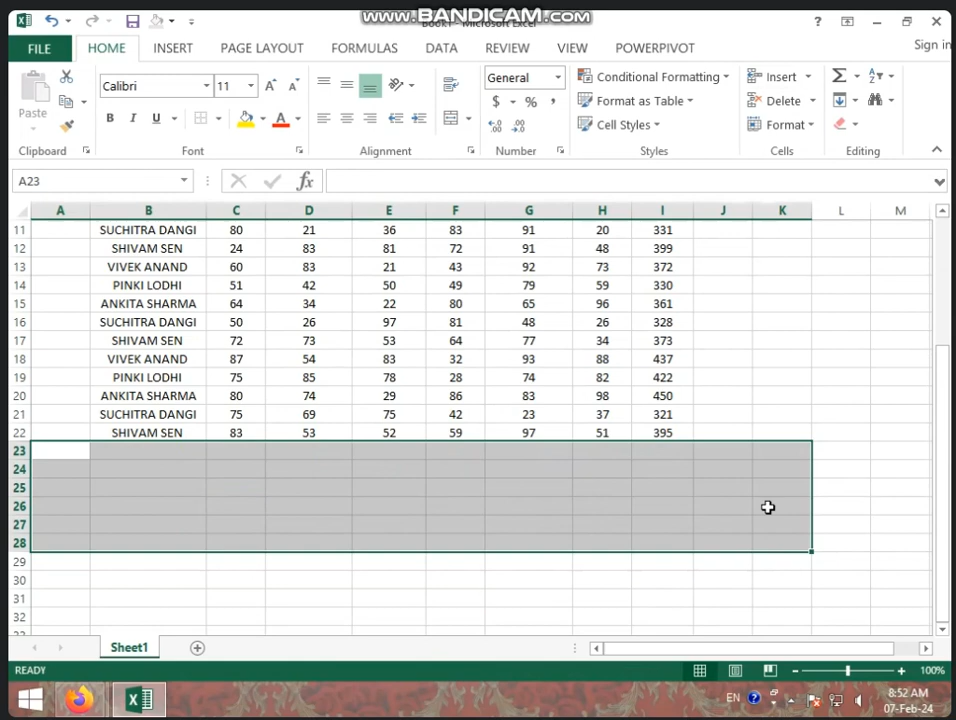 www.BANDICAM.com
FILE HOME INSERT PAGE LAYOUT FORMULAS DATA REVIEW VIEW POWERPIVOT Sign in
Calibri 11 General Conditional Formatting Insert
Paste Format as Table Delete
B I U A $ % Cell Styles Format
Clipboard Font Alignment Number Styles Cells Editing
A23 fx
A B C D E F G H I J K L M
11 SUCHITRA DANGI 80 21 36 83 91 20 331
12 SHIVAM SEN 24 83 81 72 91 48 399
13 VIVEK ANAND 60 83 21 43 92 73 372
14 PINKI LODHI 51 42 50 49 79 59 330
15 ANKITA SHARMA 64 34 22 80 65 96 361
16 SUCHITRA DANGI 50 26 97 81 48 26 328
17 SHIVAM SEN 72 73 53 64 77 34 373
18 VIVEK ANAND 87 54 83 32 93 88 437
19 PINKI LODHI 75 85 78 28 74 82 422
20 ANKITA SHARMA 80 74 29 86 83 98 450
21 SUCHITRA DANGI 75 69 75 42 23 37 321
22 SHIVAM SEN 83 53 52 59 97 51 395
23
24
25
26
27
28
29
30
31
32
Sheet1
READY 100%
EN 8:52 AM
07-Feb-24